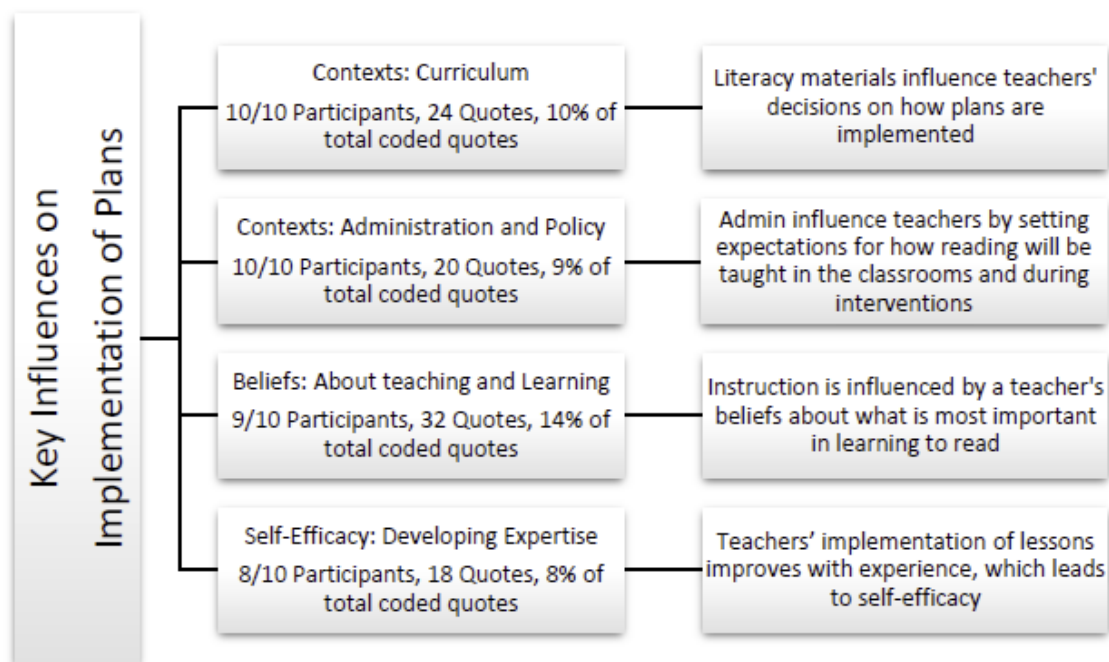 Key Influences on
Implementation of Plans
Contexts: Curriculum
10/10 Participants, 24 Quotes, 10% of
total coded quotes
Literacy materials influence teachers'
decisions on how plans are
implemented
Contexts: Administration and Policy
10/10 Participants, 20 Quotes, 9% of
total coded quotes
Admin influence teachers by setting
expectations for how reading will be
taught in the classrooms and during
interventions
Beliefs: About teaching and Learning
9/10 Participants, 32 Quotes, 14% of
total coded quotes
Instruction is influenced by a teacher's
beliefs about what is most important
in learning to read
Self-Efficacy: Developing Expertise
8/10 Participants, 18 Quotes, 8% of
total coded quotes
Teachers’ implementation of lessons
improves with experience, which leads
to self-efficacy